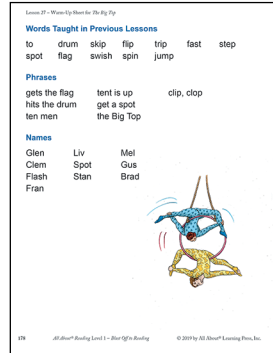 Lesson 27 – Warm-Up Sheet for The Big Top
Words Taught in Previous Lessons
to drum skip flip trip fast step
spot flag swish spin jump
Phrases
gets the flag tent is up clip, clop
hits the drum get a spot
ten men the Big Top
Names
Glen Liv Mel
Clem Spot Gus
Flash Stan Brad
Fran
178 All About® Reading Level 1 – Blast Off to Reading © 2019 by All About® Learning Press, Inc.